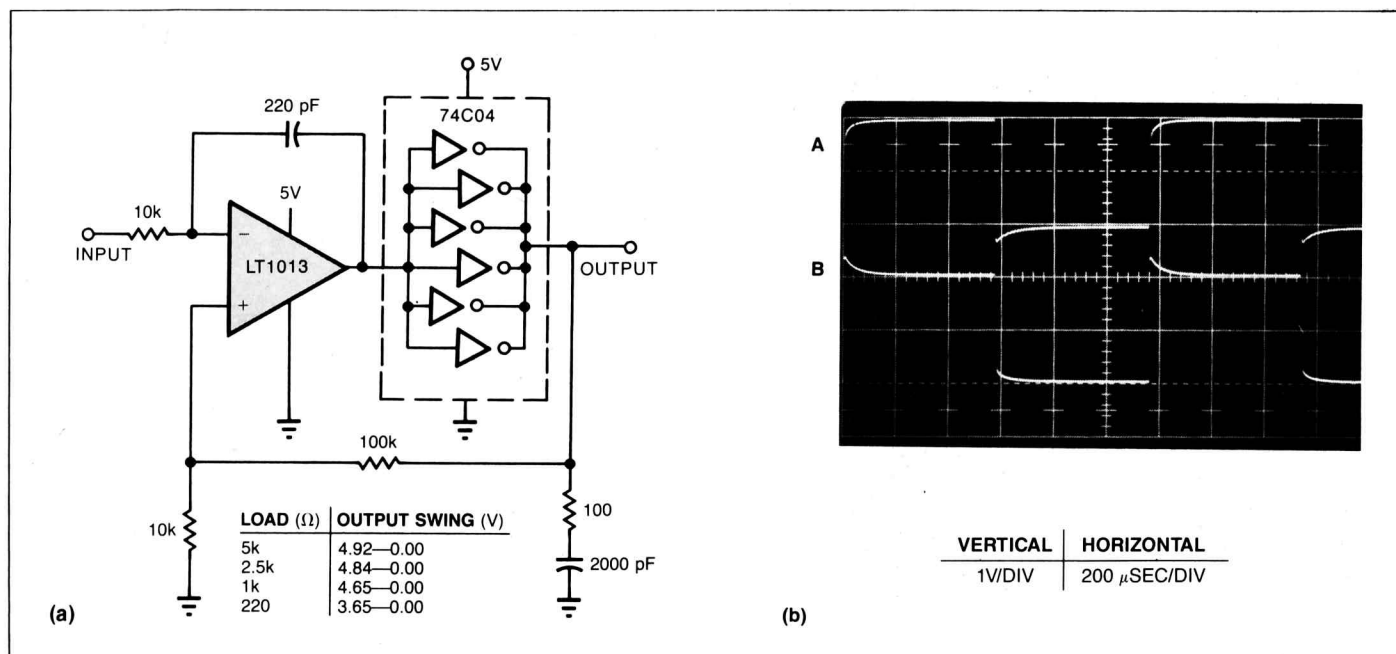 5V
74C04
220 pF
5V
10k
INPUT
−
LT1013
+
OUTPUT
100k
10k
100
2000 pF
LOAD (Ω) OUTPUT SWING (V)
5k 4.92—0.00
2.5k 4.84—0.00
1k 4.65—0.00
220 3.65—0.00
(a)
A
B
VERTICAL HORIZONTAL
1V/DIV 200 μSEC/DIV
(b)